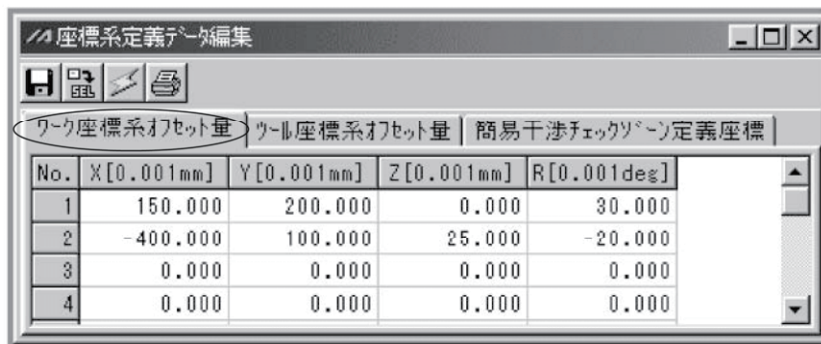 座標系定義ﾃﾞｰﾀ編集
ﾜｰｸ座標系ｵﾌｾｯﾄ量 ﾂｰﾙ座標系ｵﾌｾｯﾄ量 簡易干渉ﾁｪｯｸｿﾞｰﾝ定義座標
No. X[0.001mm] Y[0.001mm] Z[0.001mm] R[0.001deg]
1 150.000 200.000 0.000 30.000
2 -400.000 100.000 25.000 -20.000
3 0.000 0.000 0.000 0.000
4 0.000 0.000 0.000 0.000